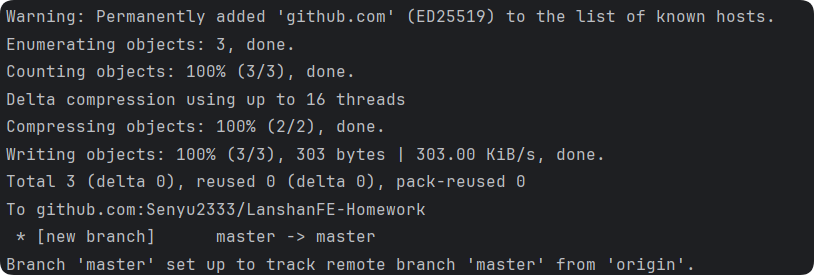 Warning: Permanently added 'github.com' (ED25519) to the list of known hosts.
Enumerating objects: 3, done.
Counting objects: 100% (3/3), done.
Delta compression using up to 16 threads
Compressing objects: 100% (2/2), done.
Writing objects: 100% (3/3), 303 bytes | 303.00 KiB/s, done.
Total 3 (delta 0), reused 0 (delta 0), pack-reused 0
To github.com:Senyu2333/LanshanFE-Homework
 * [new branch]      master -> master
Branch 'master' set up to track remote branch 'master' from 'origin'.